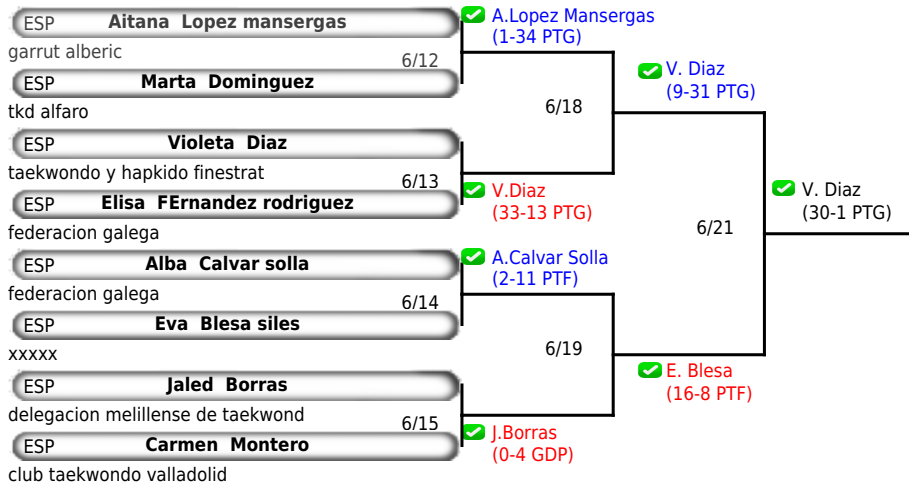 ESP Aitana Lopez mansergas
garrut alberic
6/12
ESP Marta Dominguez
tkd alfaro
ESP Violeta Diaz
taekwondo y hapkido finestrat
6/13
ESP Elisa FErnandez rodriguez
federacion galega
ESP Alba Calvar solla
federacion galega
6/14
ESP Eva Blesa siles
xxxxx
ESP Jaled Borras
delegacion melillense de taekwond
6/15
ESP Carmen Montero
club taekwondo valladolid
A.Lopez Mansergas
(1-34 PTG)
6/18
V.Diaz
(33-13 PTG)
A.Calvar Solla
(2-11 PTF)
6/19
J.Borras
(0-4 GDP)
V. Diaz
(9-31 PTG)
6/21
E. Blesa
(16-8 PTF)
V. Diaz
(30-1 PTG)